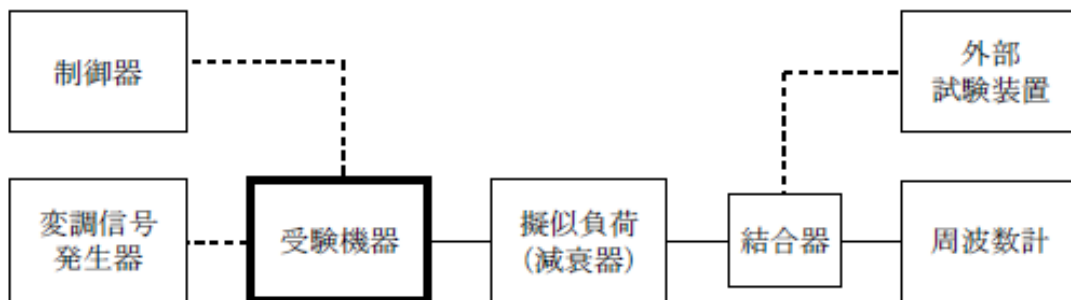 制御器
外部
試験装置
変調信号
発生器
受験機器
擬似負荷
(減衰器)
結合器
周波数計